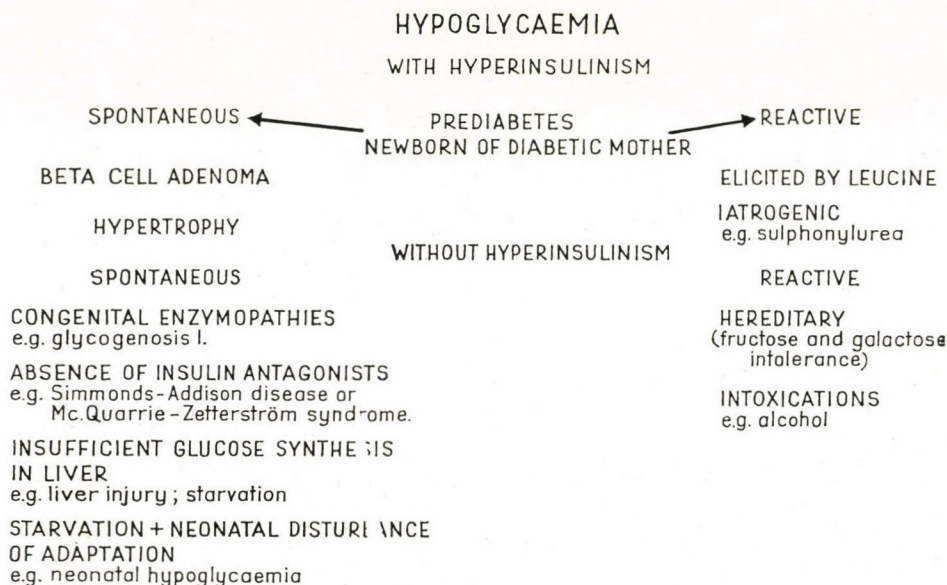 HYPOGLYCAEMIA
WITH HYPERINSULINISM
SPONTANEOUS
PREDIABETES
NEWBORN OF DIABETIC MOTHER
REACTIVE
BETA CELL ADENOMA
HYPERTROPHY
ELICITED BY LEUCINE
IATROGENIC
e.g. sulphonylurea
WITHOUT HYPERINSULINISM
SPONTANEOUS
REACTIVE
CONGENITAL ENZYMOPATHIES
e.g. glycogenosis I.
ABSENCE OF INSULIN ANTAGONISTS
e.g. Simmonds-Addison disease or
Mc.Quarrie-Zetterström syndrome.
INSUFFICIENT GLUCOSE SYNTHESIS
IN LIVER
e.g. liver injury; starvation
STARVATION + NEONATAL DISTURBANCE
OF ADAPTATION
e.g. neonatal hypoglycaemia
HEREDITARY
(fructose and galactose
intolerance)
INTOXICATIONS
e.g. alcohol